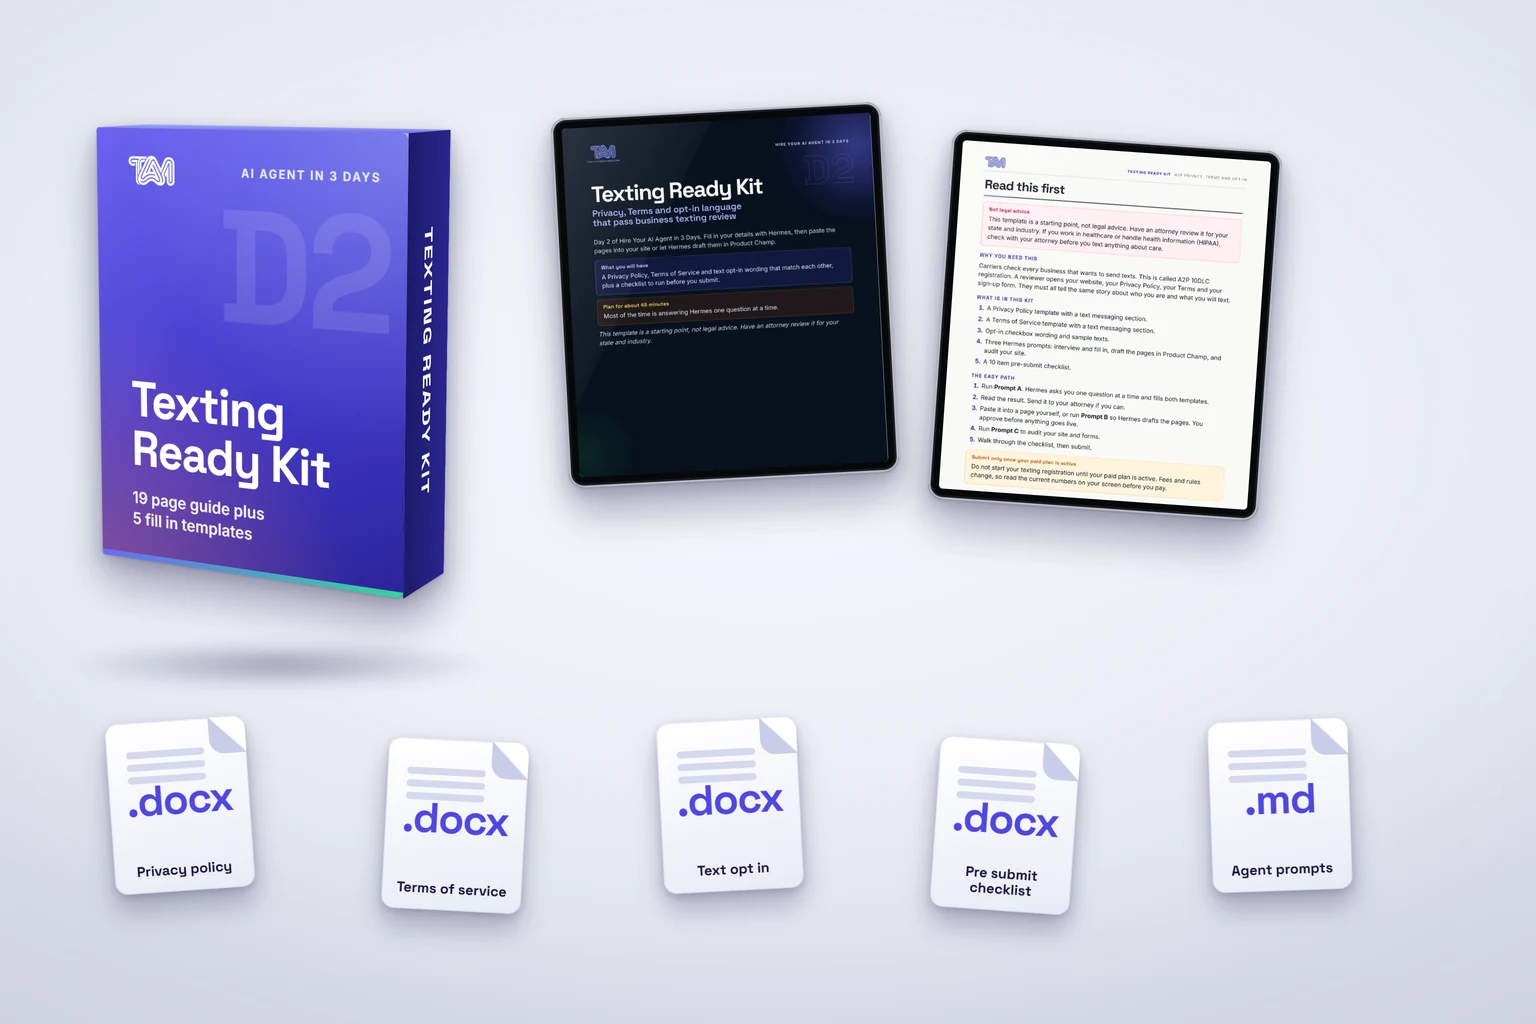 TAM
AI AGENT IN 3 DAYS
D2
Texting
Ready Kit
19 page guide plus
5 fill in templates
TEXTING READY KIT
TAM
HIRE YOUR AI AGENT IN 3 DAYS
D2
Texting Ready Kit
Privacy, Terms and opt-in language
that pass business texting review
Day 2 of Hire Your AI Agent in 3 Days. Fill in your details with Hermes, then paste the
pages into your site or let Hermes draft them in Product Champ.
What you will have
A Privacy Policy, Terms of Service and text opt-in wording that match each other,
plus a checklist to run before you submit.
Plan for about 45 minutes
Most of the time is answering Hermes one question at a time.
This template is a starting point, not legal advice. Have an attorney review it for your
state and industry.
TAM
TEXTING READY KIT A2P PRIVACY, TERMS AND OPT-IN
Read this first
Not legal advice
This template is a starting point, not legal advice. Have an attorney review it for your
state and industry. If you work in healthcare or handle health information (HIPAA),
check with your attorney before you text anything about care.
WHY YOU NEED THIS
Carriers check every business that wants to send texts. This is called A2P 10DLC
registration. A reviewer opens your website, your Privacy Policy, your Terms and your
sign-up form. They must all tell the same story about who you are and what you will text.
WHAT IS IN THIS KIT
1. A Privacy Policy template with a text messaging section.
2. A Terms of Service template with a text messaging section.
3. Opt-in checkbox wording and sample texts.
4. Three Hermes prompts: interview and fill in, draft the pages in Product Champ, and
audit your site.
5. A 10 item pre-submit checklist.
THE EASY PATH
1. Run Prompt A. Hermes asks you one question at a time and fills both templates.
2. Read the result. Send it to your attorney if you can.
3. Paste it into a page yourself, or run Prompt B so Hermes drafts the pages. You
approve before anything goes live.
4. Run Prompt C to audit your site and forms.
5. Walk through the checklist, then submit.
Submit only once your paid plan is active
Do not start your texting registration until your paid plan is active. Fees and rules
change, so read the current numbers on your screen before you pay.
.docx
Privacy policy
.docx
Terms of service
.docx
Text opt in
.docx
Pre submit
checklist
.md
Agent prompts